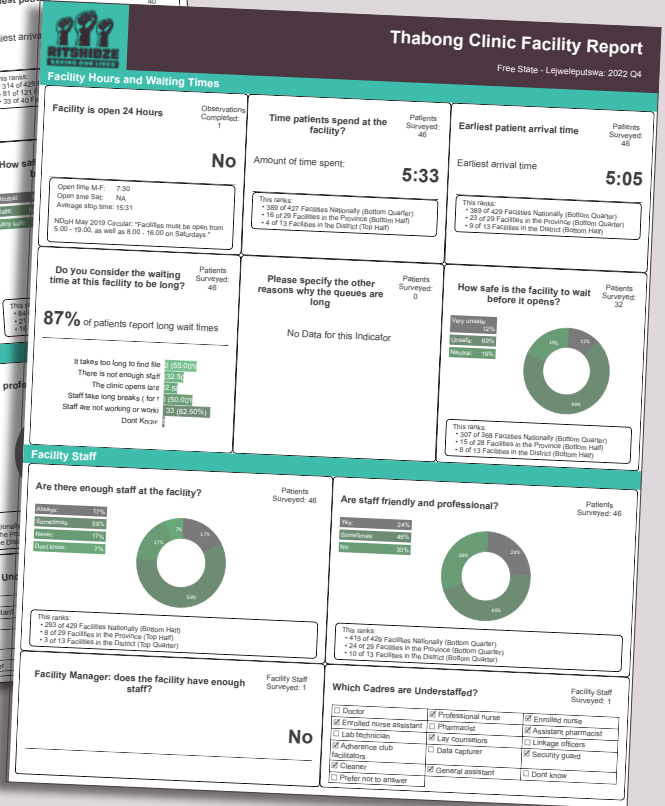 RITSHIDZE
SAVING OUR LIVES
Thabong Clinic Facility Report
Free State - Lejweleputswa: 2022 Q4
Facility Hours and Waiting Times
Facility is open 24 Hours
Observations
Completed:
1
No
Open time M-F: 7:30
Open time Sat: NA
Average stop time: 15:31
NDoH May 2019 Circular: "Facilities must be open from
5.00 - 19.00, as well as 8.00 - 16.00 on Saturdays."
Time patients spend at the
facility?
Patients
Surveyed:
46
Amount of time spent:
5:33
This ranks:
• 389 of 427 Facilities Nationally (Bottom Quarter)
• 16 of 29 Facilities in the Province (Bottom Half)
• 4 of 13 Facilities in the District (Top Half)
Earliest patient arrival time
Patients
Surveyed:
46
Earliest arrival time
5:05
This ranks:
• 389 of 429 Facilities Nationally (Bottom Quarter)
• 23 of 29 Facilities in the Province (Bottom Half)
• 9 of 13 Facilities in the District (Bottom Half)
Do you consider the waiting
time at this facility to be long?
Patients
Surveyed:
46
87% of patients report long wait times
It takes too long to find file
(55.00%
There is not enough staff
The clinic opens late
Staff take long breaks ( for
(50.0%
Staff are not working or worki
33 (82.50%)
Dont Know
Please specify the other
reasons why the queues are
long
Patients
Surveyed:
0
No Data for this Indicator
How safe is the facility to wait
before it opens?
Patients
Surveyed:
32
Very unsafe:
12%
Unsafe: 69%
Neutral: 19%
19%
12%
69%
This ranks:
• 307 of 368 Facilities Nationally (Bottom Quarter)
• 15 of 28 Facilities in the Province (Bottom Half)
• 8 of 13 Facilities in the District (Bottom Half)
Facility Staff
Are there enough staff at the facility?
Patients
Surveyed: 46
Always: 17%
Sometimes: 59%
Never: 17%
Dont know: 7%
7%
17%
17%
59%
This ranks:
• 293 of 429 Facilities Nationally (Bottom Half)
• 8 of 29 Facilities in the Province (Top Half)
• 3 of 13 Facilities in the District (Top Quarter)
Are staff friendly and professional?
Patients
Surveyed: 46
Yes: 24%
Sometimes: 46%
No 30%
30%
24%
46%
This ranks:
• 415 of 429 Facilities Nationally (Bottom Quarter)
• 24 of 29 Facilities in the Province (Bottom Quarter)
• 10 of 13 Facilities in the District (Bottom Quarter)
Facility Manager: does the facility have enough
staff?
Facility Staff
Surveyed: 1
No
Which Cadres are Understaffed?
Facility Staff
Surveyed: 1
☐ Doctor
☑ Professional nurse
☑ Enrolled nurse
☑ Enrolled nurse assistant
☐ Pharmacist
☑ Assistant pharmacist
☐ Lab technician
☑ Lay counselors
☐ Linkage officers
☑ Adherence club
facilitators
☐ Data capturer
☑ Security guard
☑ Cleaner
☑ General assistant
☐ Dont know
☐ Prefer not to answer